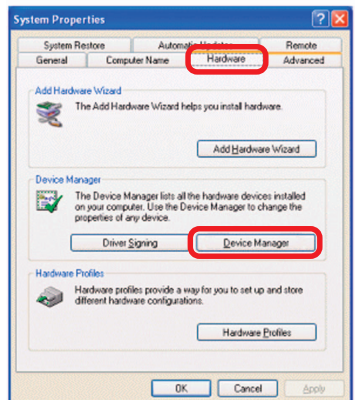 System Properties
System Restore Automatic Updates Remote
General Computer Name Hardware Advanced
Add Hardware Wizard
The Add Hardware Wizard helps you install hardware.
Add Hardware Wizard
Device Manager
The Device Manager lists all the hardware devices installed
on your computer. Use the Device Manager to change the
properties of any device.
Driver Signing Device Manager
Hardware Profiles
Hardware profiles provide a way for you to set up and store
different hardware configurations.
Hardware Profiles
OK Cancel Apply